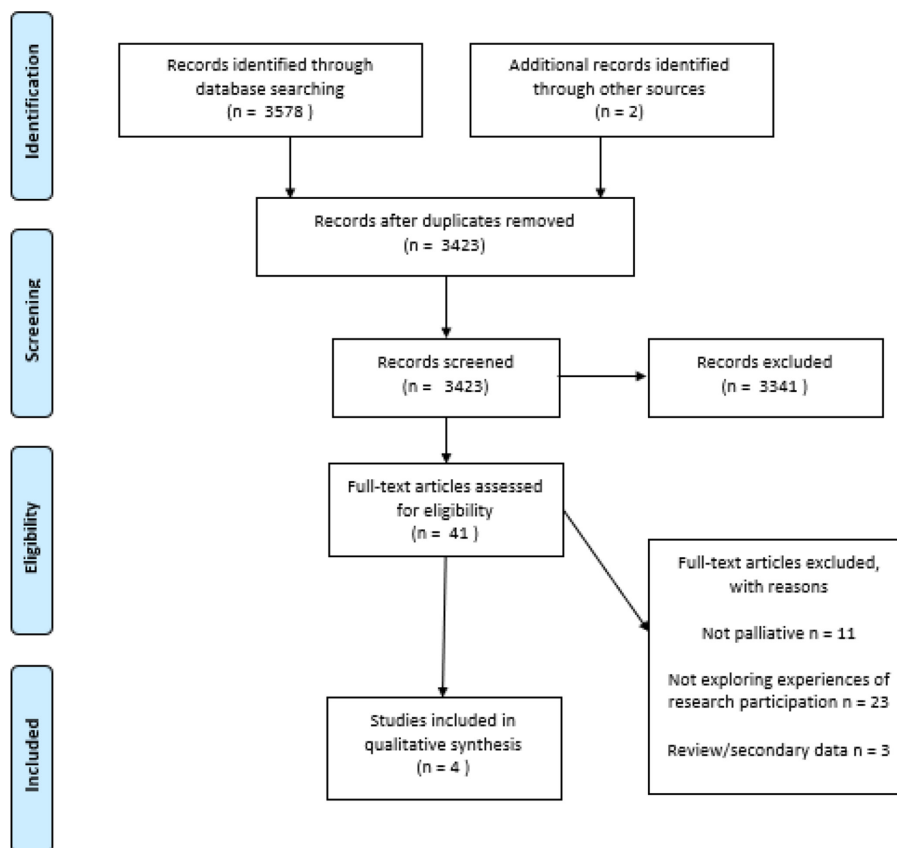 Identification
Records identified through
database searching
(n = 3578 )
Additional records identified
through other sources
(n = 2)
Records after duplicates removed
(n = 3423)
Screening
Records screened
(n = 3423)
Records excluded
(n = 3341 )
Eligibility
Full-text articles assessed
for eligibility
(n = 41 )
Full-text articles excluded,
with reasons
Not palliative n = 11
Not exploring experiences of
research participation n = 23
Review/secondary data n = 3
Included
Studies included in
qualitative synthesis
(n = 4 )